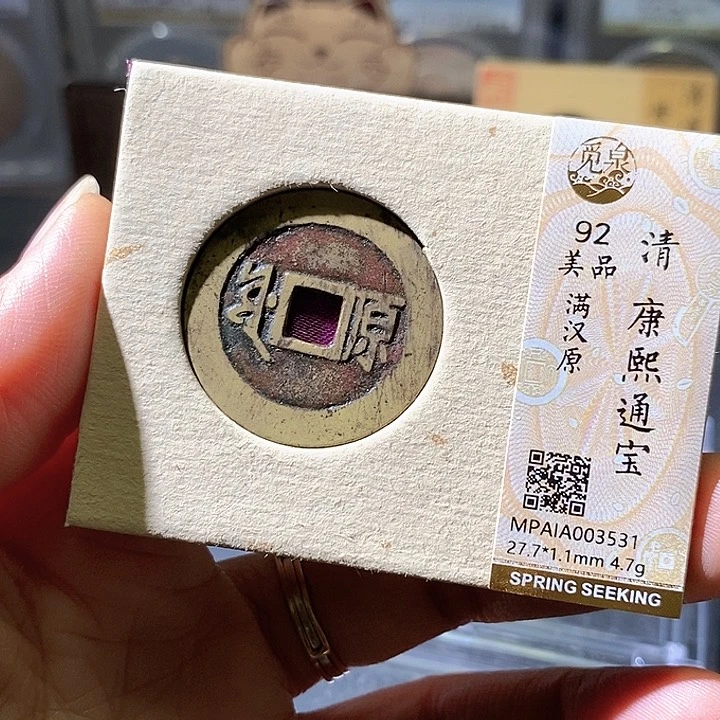 觅泉
清 康熙通宝
92
美品
满汉原
MPAIA003531
27.7*1.1mm 4.7g
SPRING SEEKING
原